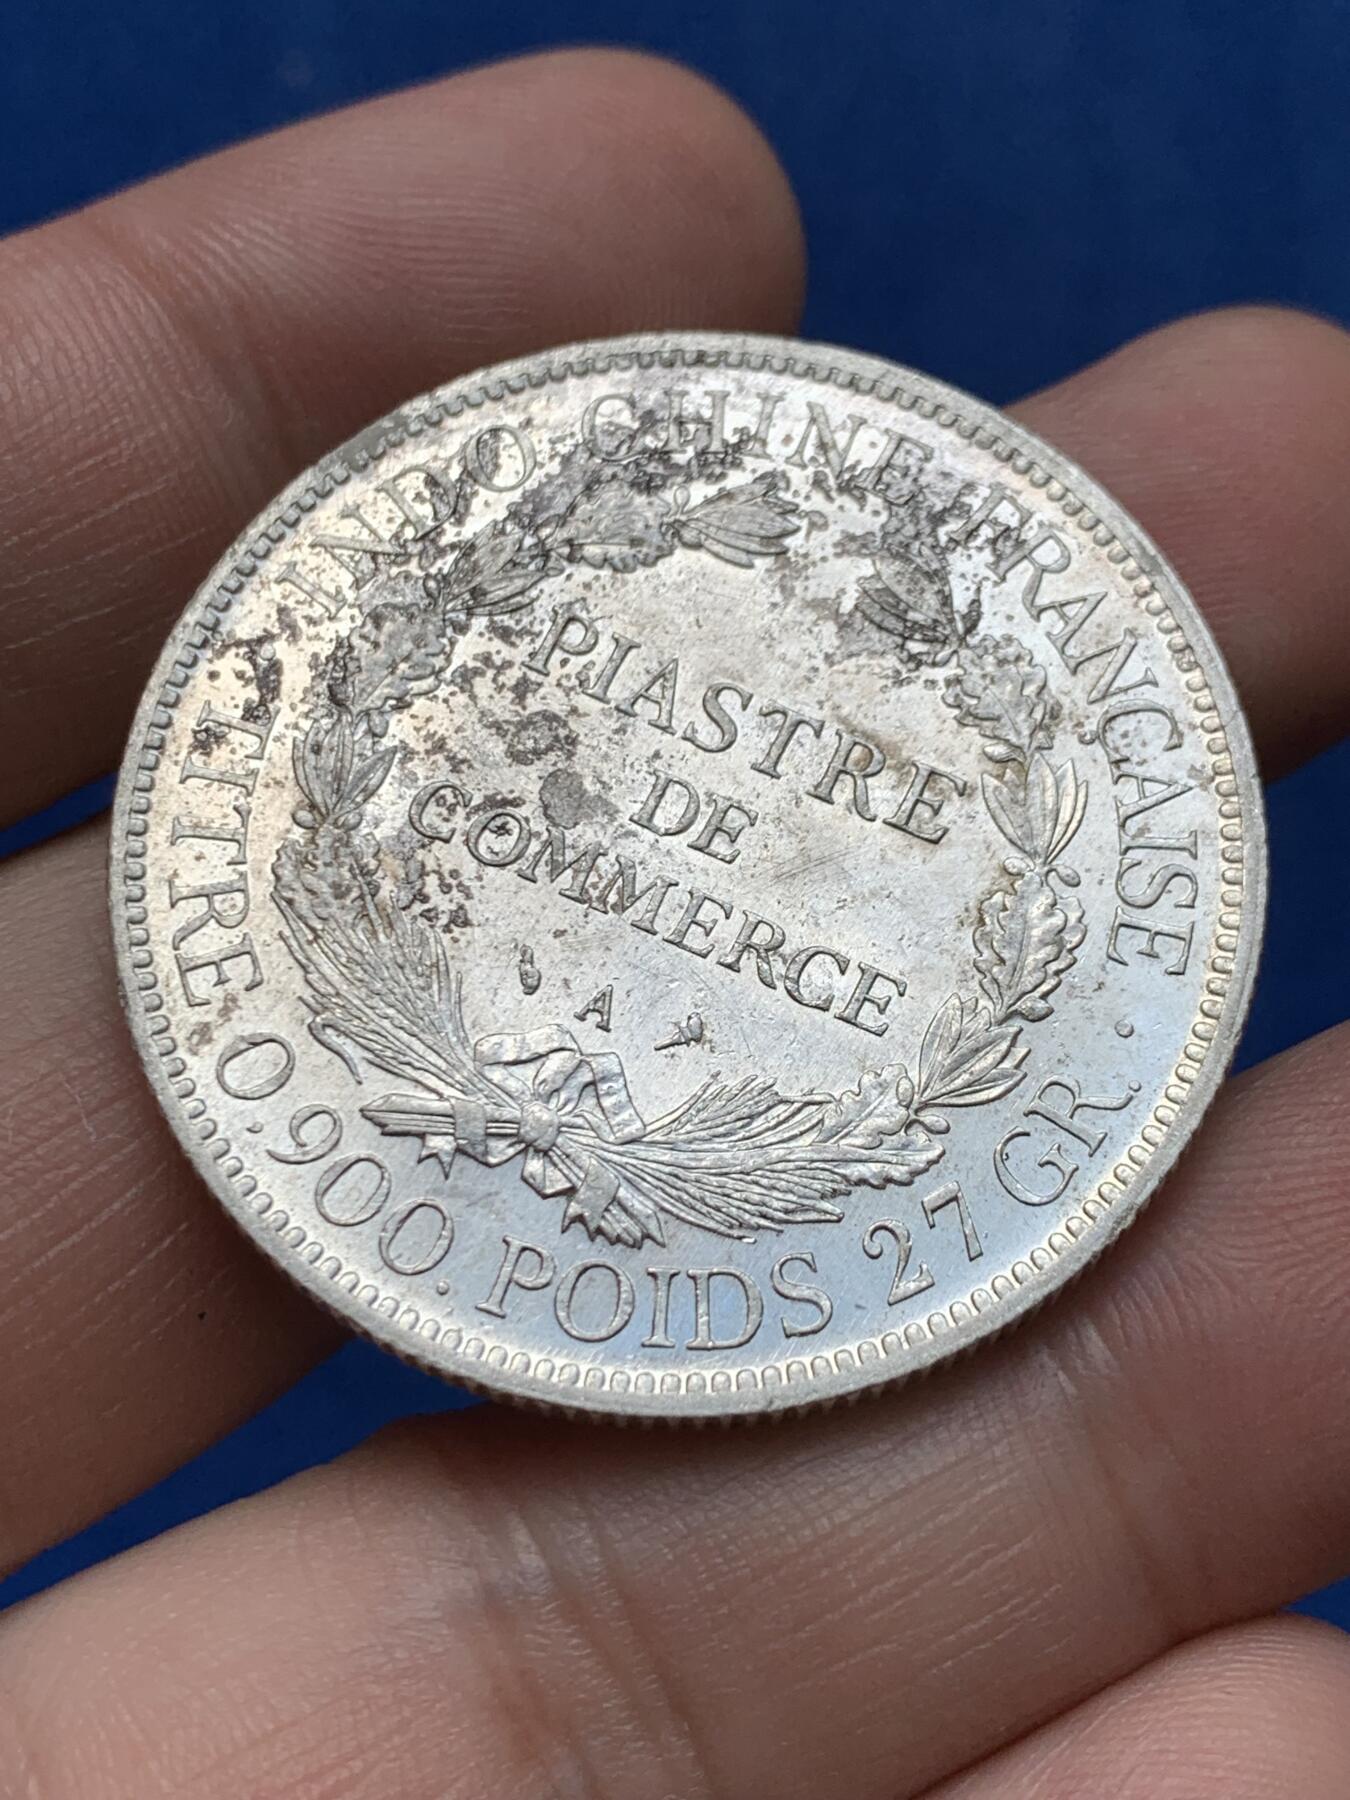 INDO - CHINE FRANÇAISE
PIASTRE
DE
COMMERCE
A
· TITRE 0,900. POIDS 27 GR. ·